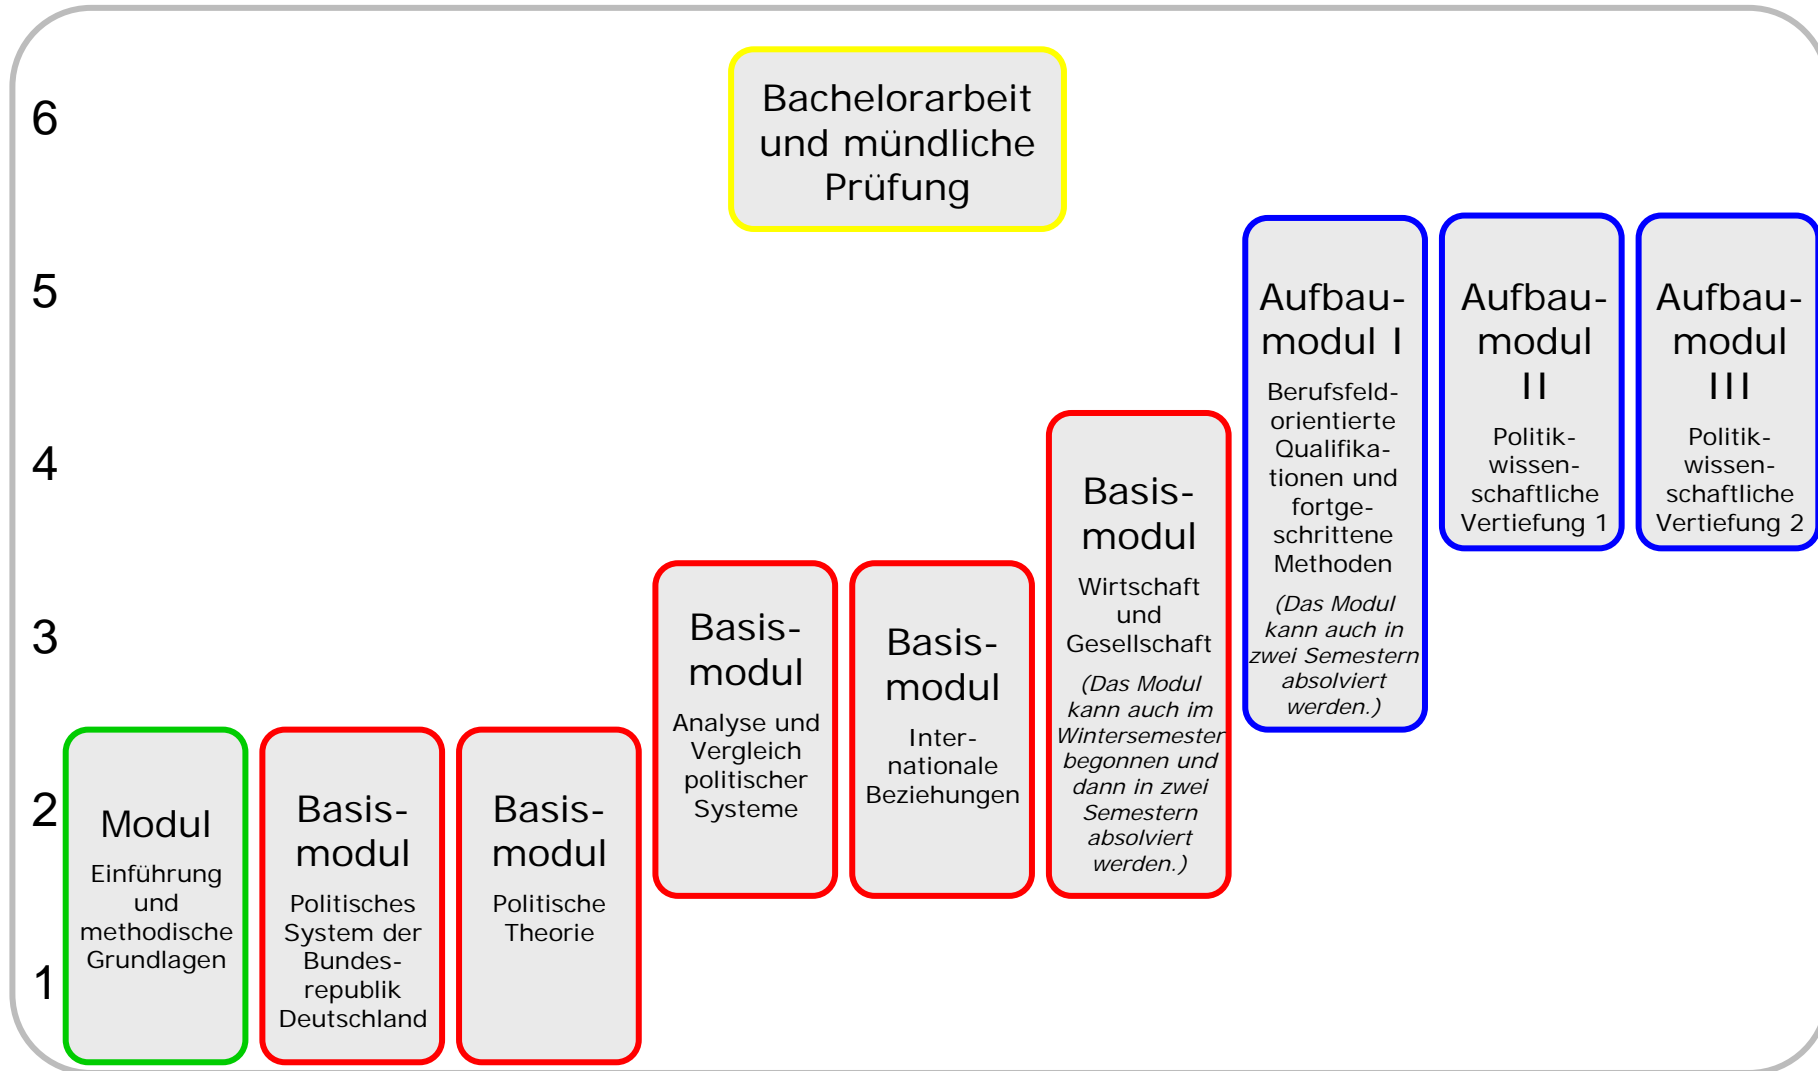 6
Bachelorarbeit
und mündliche
Prüfung
5
4
3
2
1
Modul
Einführung
und
methodische
Grundlagen
Basis-
modul
Politisches
System der
Bundes-
republik
Deutschland
Basis-
modul
Politische
Theorie
Basis-
modul
Analyse und
Vergleich
politischer
Systeme
Basis-
modul
Inter-
nationale
Beziehungen
Basis-
modul
Wirtschaft
und
Gesellschaft
(Das Modul
kann auch im
Wintersemester
begonnen und
dann in zwei
Semestern
absolviert
werden.)
Aufbau-
modul I
Berufsfeld-
orientierte
Qualifika-
tionen und
fortge-
schrittene
Methoden
(Das Modul
kann auch in
zwei Semestern
absolviert
werden.)
Aufbau-
modul
II
Politik-
wissen-
schaftliche
Vertiefung 1
Aufbau-
modul
III
Politik-
wissen-
schaftliche
Vertiefung 2